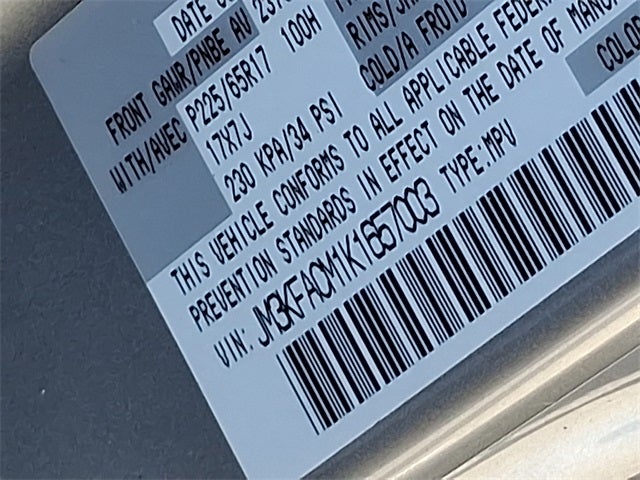 DATE
FRONT GAWR/PNBE AV
WITH/AVEC P225/65R17 100H
RIMS/
17X7J
COLD/A FROID
230 KPA/34 PSI
THIS VEHICLE CONFORMS TO ALL APPLICABLE FEDER
PREVENTION STANDARDS IN EFFECT ON THE DATE OF MANU
VIN: JM3KFACM1K1657003 TYPE:MPV
COLO